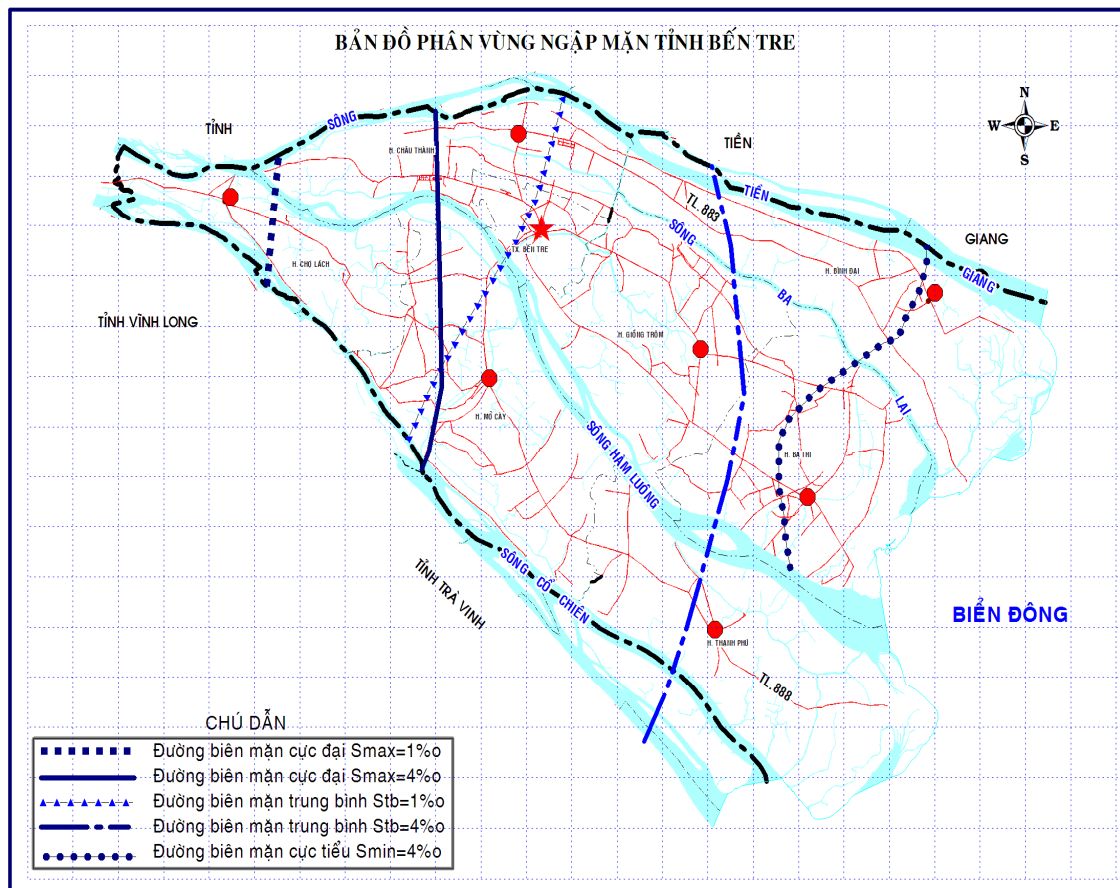 BẢN ĐỒ PHÂN VÙNG NGẬP MẶN TỈNH BẾN TRE
N
W E
S
TỈNH
SÔNG
TIỀN
H. CHÂU THÀNH
TIỀN
TL.883
SÔNG
GIANG
TX. BẾN TRE
H. CHỢ LÁCH
H. BÌNH ĐẠI
GIANG
BA
TỈNH VĨNH LONG
H. GIỒNG TRÔM
LAI
H. MỎ CÀY
SÔNG HÀM LUÔNG
H. BA TRI
SÔNG CỔ CHIÊN
TỈNH TRÀ VINH
BIỂN ĐÔNG
H. THẠNH PHÚ
TL.888
CHÚ DẪN
Đường biên mặn cực đại Smax=1%o
Đường biên mặn cực đại Smax=4%o
Đường biên mặn trung bình Stb=1%o
Đường biên mặn trung bình Stb=4%o
Đường biên mặn cực tiểu Smin=4%o